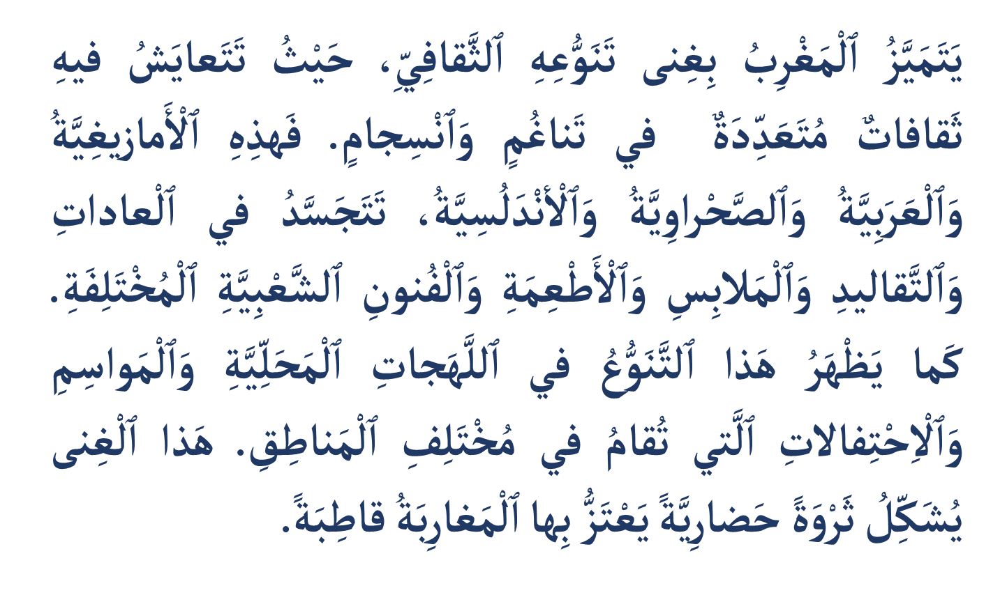 يَتَمَيَّزُ ٱلْمَغْرِبُ بِغِنى تَنَوُّعِهِ ٱلثَّقافِيِّ، حَيْثُ تَتَعايَشُ فيهِ
ثَقافاتٌ مُتَعَدِّدَةٌ في تَناغُمٍ وَٱنْسِجامٍ. فَهذِهِ ٱلْأَمازيغِيَّةُ
وَٱلْعَرَبِيَّةُ وَٱلصَّحْراوِيَّةُ وَٱلْأنْدَلُسِيَّةُ، تَتَجَسَّدُ في ٱلْعاداتِ
وَٱلتَّقاليدِ وَٱلْمَلابِسِ وَٱلْأَطْعِمَةِ وَٱلْفُنونِ ٱلشَّعْبِيَّةِ ٱلْمُخْتَلِفَةِ.
كَما يَظْهَرُ هَذا ٱلتَّنَوُّعُ في ٱللَّهَجاتِ ٱلْمَحَلِّيَّةِ وَٱلْمَواسِمِ
وَٱلْاِحْتِفالاتِ ٱلَّتي تُقامُ في مُخْتَلِفِ ٱلْمَناطِقِ. هَذا ٱلْغِنى
يُشَكِّلُ ثَرْوَةً حَضارِيَّةً يَعْتَزُّ بِها ٱلْمَغارِبَةُ قاطِبَةً.